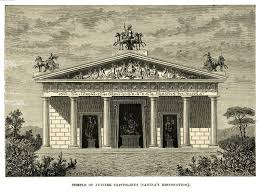 TEMPLE OF JUPITER CAPITOLINUS (CANINA'S RESTORATION).